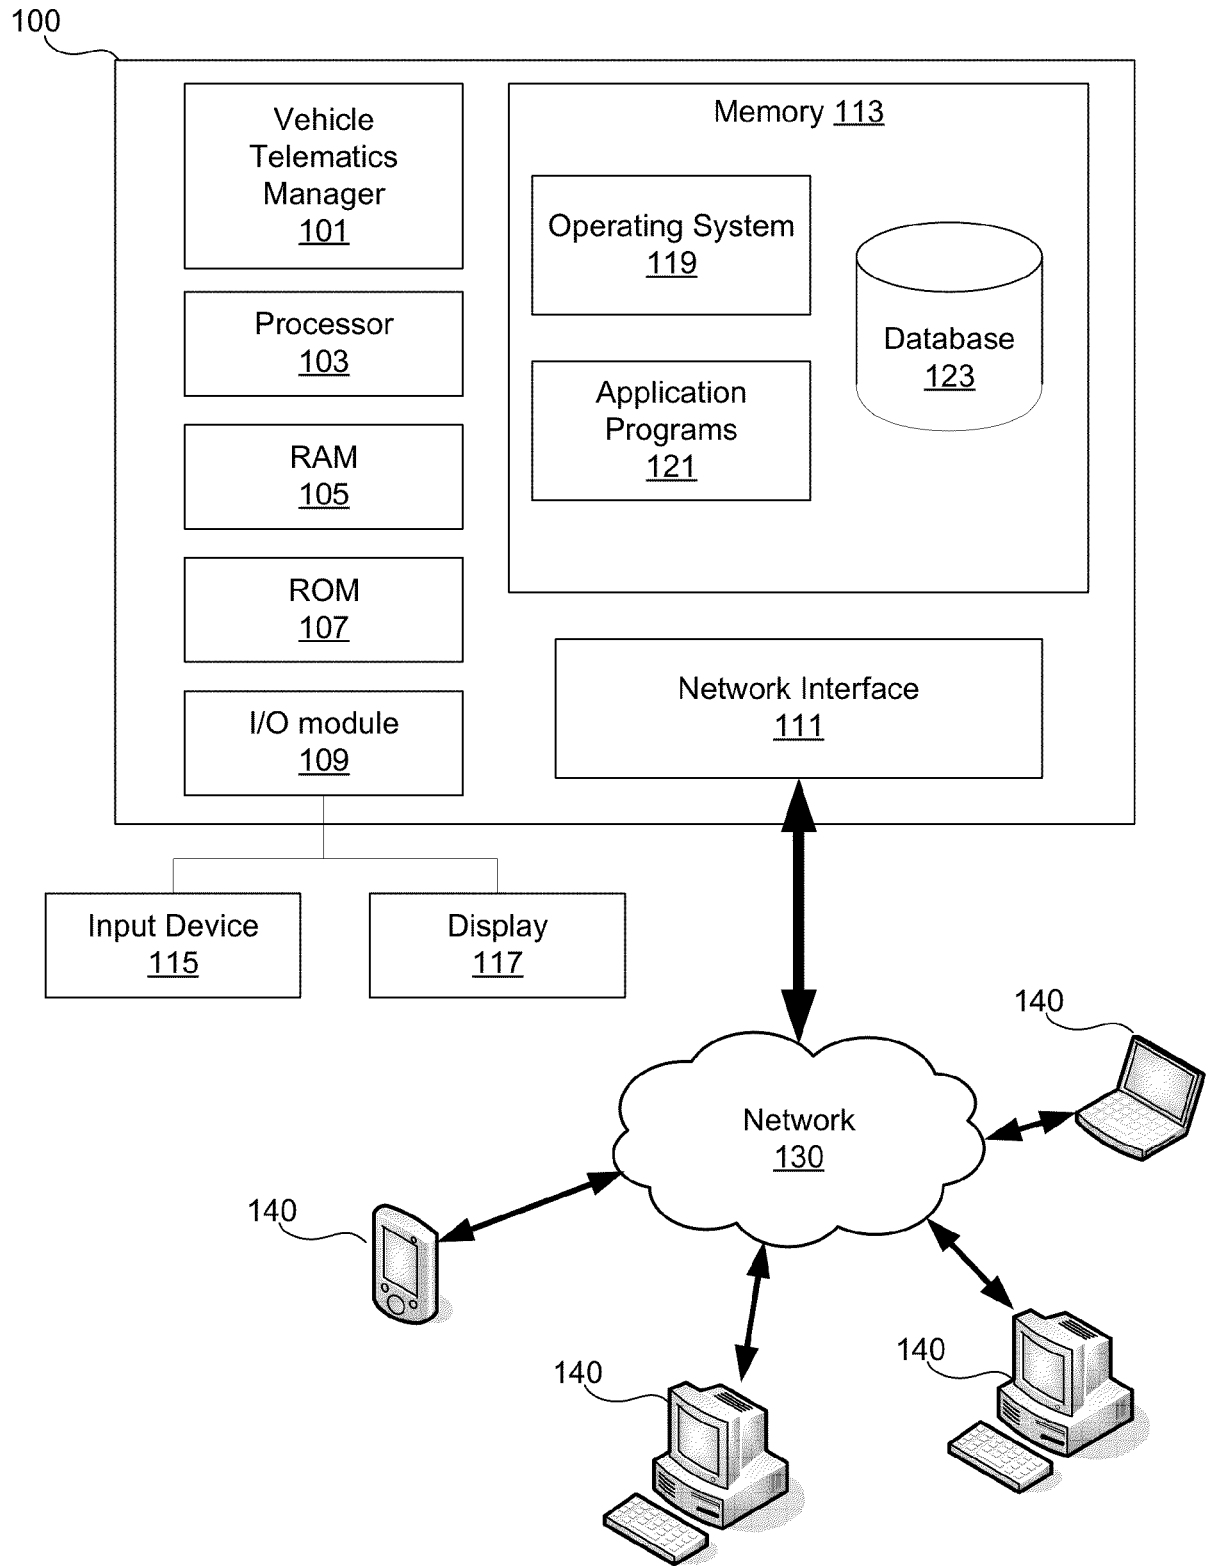 100
Vehicle
Telematics
Manager
101
Processor
103
RAM
105
ROM
107
I/O module
109
Memory 113
Operating System
119
Application
Programs
121
Database
123
Network Interface
111
Input Device
115
Display
117
Network
130
140
140
140
140